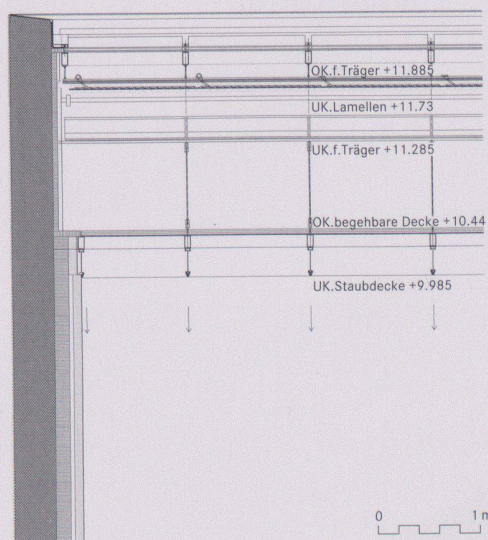 OK.f.Träger +11.885
UK.Lamellen +11.73
UK.f.Träger +11.285
OK.begehbare Decke +10.44
UK.Staubdecke +9.985
0 1 m